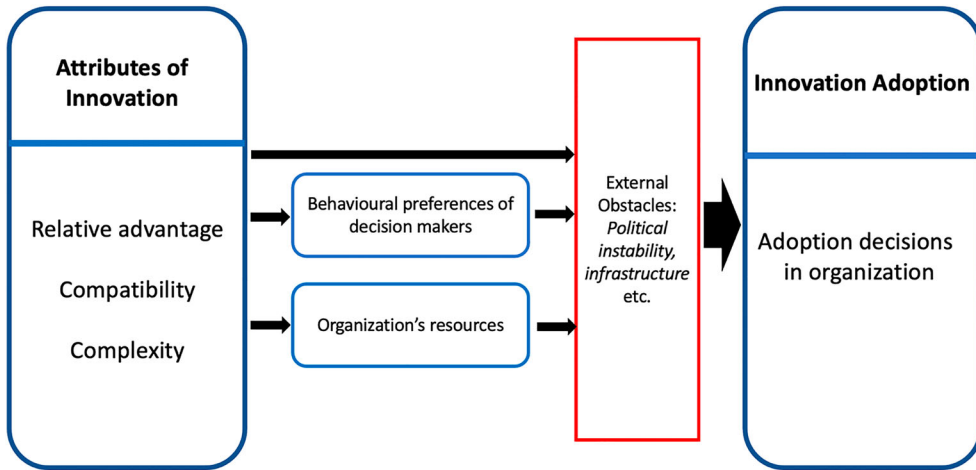 Attributes of
Innovation
Relative advantage
Compatibility
Complexity
Behavioural preferences of
decision makers
Organization's resources
External
Obstacles:
Political
instability,
infrastructure
etc.
Innovation Adoption
Adoption decisions
in organization